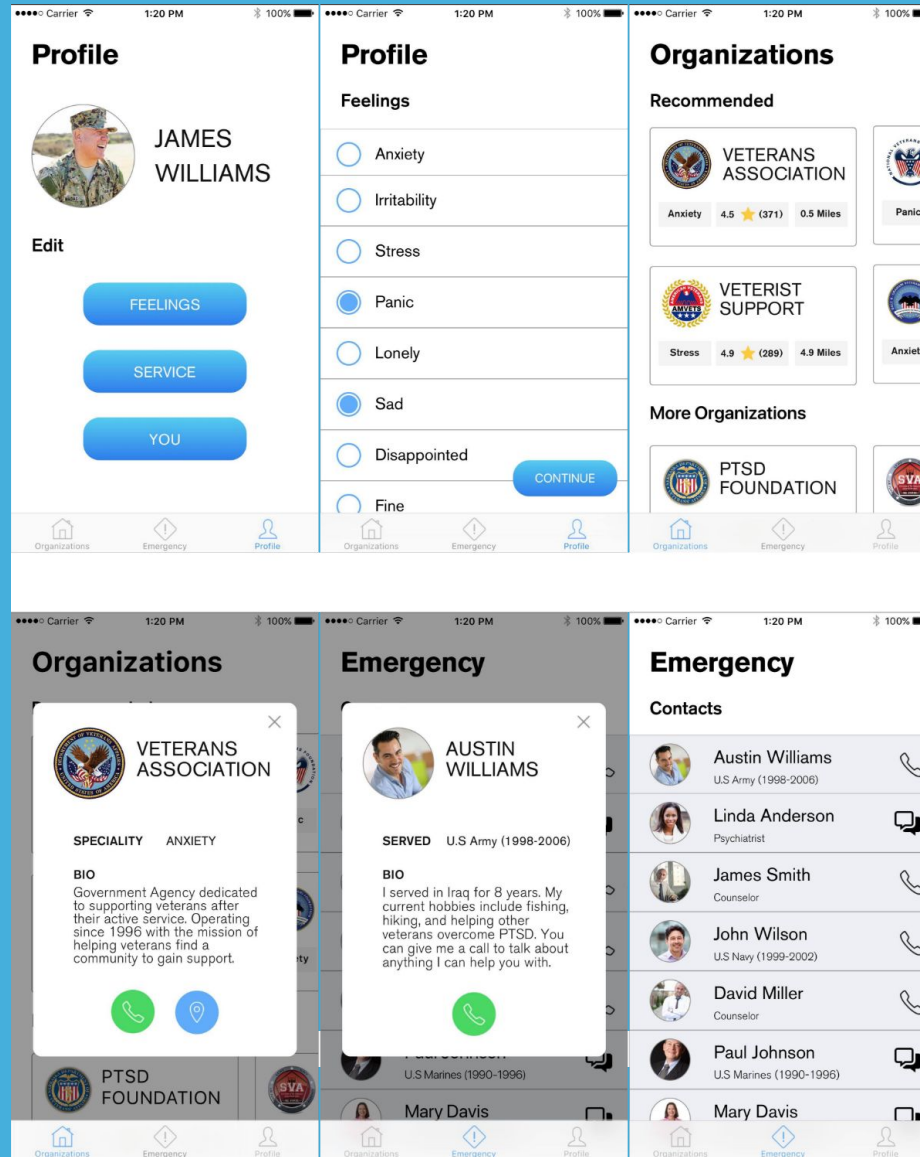 Carrier 1:20 PM 100%
Profile
JAMES
WILLIAMS
Edit
FEELINGS
SERVICE
YOU
Organizations Emergency Profile
Carrier 1:20 PM 100%
Profile
Feelings
Anxiety
Irritability
Stress
Panic
Lonely
Sad
Disappointed
CONTINUE
Fine
Organizations Emergency Profile
Carrier 1:20 PM 100%
Organizations
Recommended
VETERANS
ASSOCIATION
Anxiety 4.5 (371) 0.5 Miles
Panic
AMVETS
VETERIST
SUPPORT
Stress 4.9 (289) 4.9 Miles
More Organizations
PTSD
FOUNDATION
SVA
Organizations Emergency Profile
Carrier 1:20 PM 100%
Organizations
VETERANS
ASSOCIATION
SPECIALITY ANXIETY
BIO
Government Agency dedicated
to supporting veterans after
their active service. Operating
since 1996 with the mission of
helping veterans find a
community to gain support.
PTSD
FOUNDATION
SVA
Organizations Emergency Profile
Carrier 1:20 PM 100%
Emergency
AUSTIN
WILLIAMS
SERVED U.S Army (1998-2006)
BIO
I served in Iraq for 8 years. My
current hobbies include fishing,
hiking, and helping other
veterans overcome PTSD. You
can give me a call to talk about
anything I can help you with.
U.S Marines (1990-1996)
Mary Davis
Organizations Emergency Profile
Carrier 1:20 PM 100%
Emergency
Contacts
Austin Williams
U.S Army (1998-2006)
Linda Anderson
Psychiatrist
James Smith
Counselor
John Wilson
U.S Navy (1999-2002)
David Miller
Counselor
Paul Johnson
U.S Marines (1990-1996)
Mary Davis
Organizations Emergency Profile